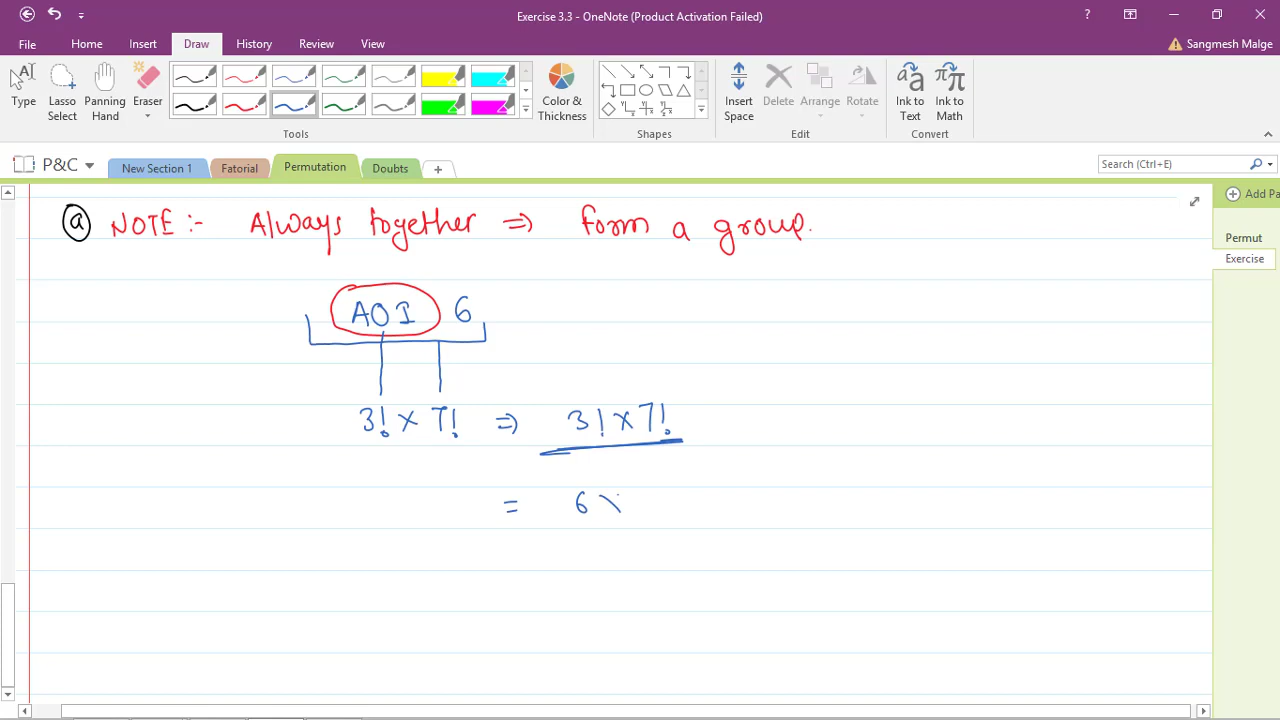 Exercise 3.3 - OneNote (Product Activation Failed) ?
File Home Insert Draw History Review View Sangmesh Malge
Type Lasso Select Panning Hand Eraser Color & Thickness Insert Space Delete Arrange Rotate Ink to Text Ink to Math
Tools Shapes Edit Convert
P&C New Section 1 Fatorial Permutation Doubts Search (Ctrl+E)
Add Pa
Permut
Exercise
a NOTE :- Always together ⇒ form a group.
AOI 6
3! × 7! ⇒ 3! × 7!
= 6 \